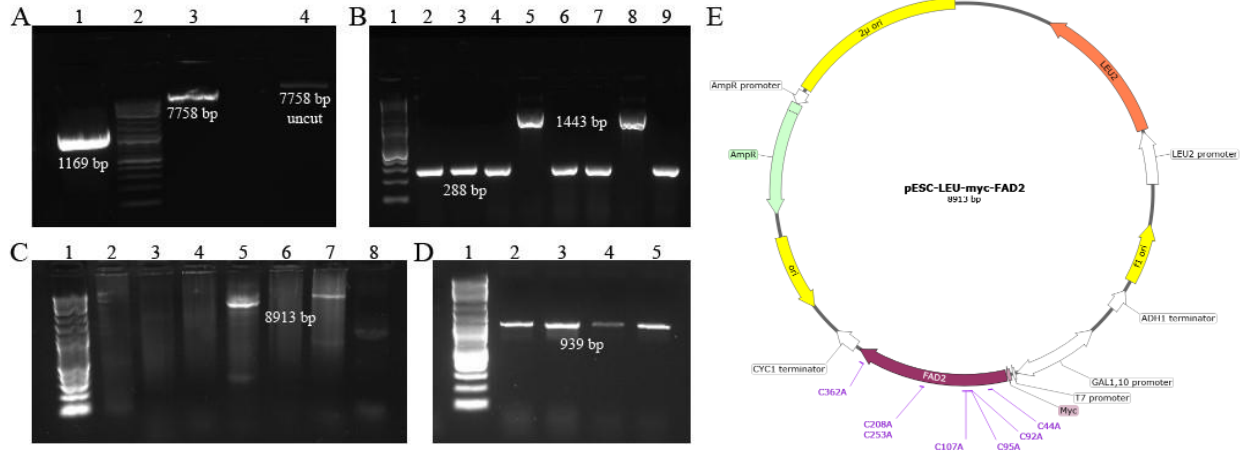 A
1
2
3
4
1169 bp
7758 bp
7758 bp
uncut
B
1
2
3
4
5
6
7
8
9
288 bp
1443 bp
C
1
2
3
4
5
6
7
8
8913 bp
D
1
2
3
4
5
939 bp
E
2μ ori
LEU2
AmpR promoter
AmpR
LEU2 promoter
pESC-LEU-myc-FAD2
8913 bp
ori
f1 ori
ADH1 terminator
CYC1 terminator
FAD2
GAL1,10 promoter
T7 promoter
Myc
C362A
C208A
C253A
C107A
C95A
C92A
C44A